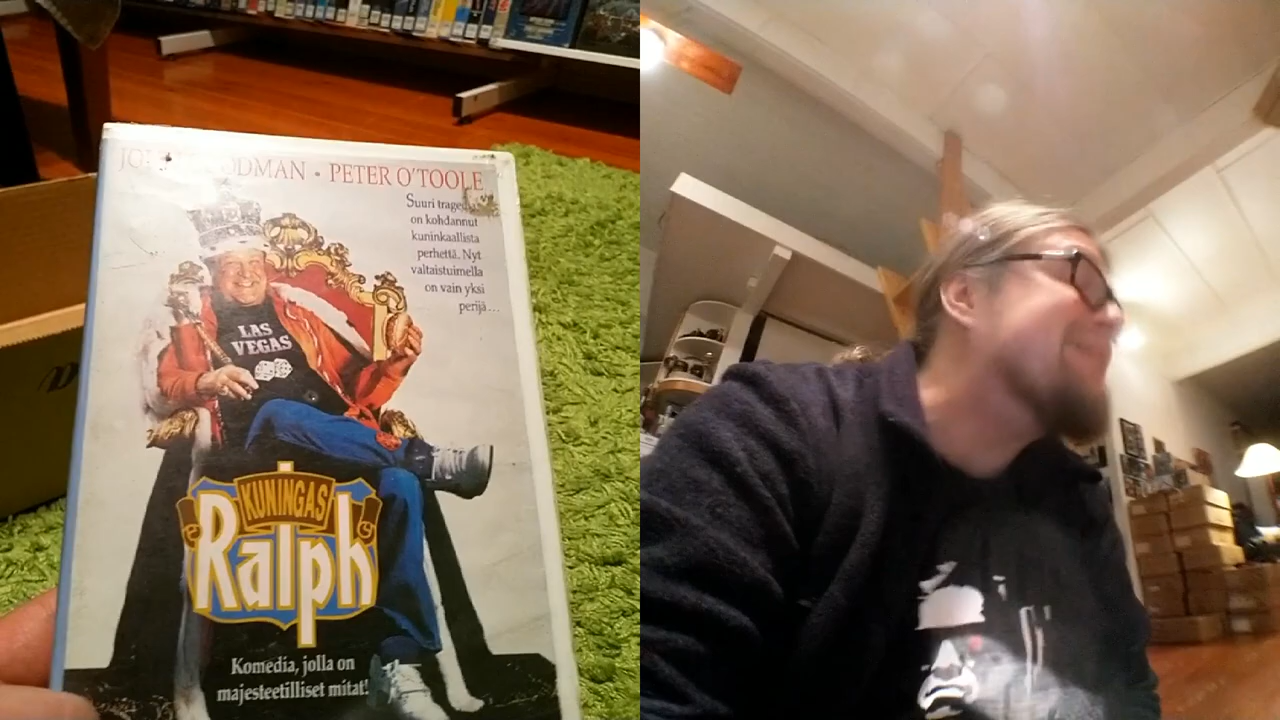 PETER O'TOOLE
Suuri
on kohdannut
kuninkaallista
perhettä. Nyt
valtaistuimella
on vain yksi
perijä...
LAS
VEGAS
KUNINGAS
Ralph
Komedia, jolla on
majesteetilliset mitat!